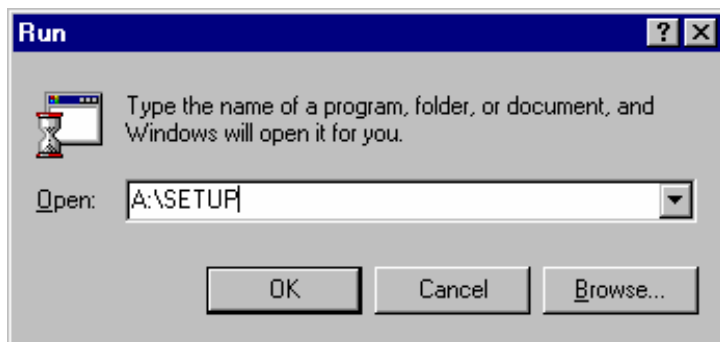 Run
Type the name of a program, folder, or document, and
Windows will open it for you.
Open: A:\SETUP
OK Cancel Browse...